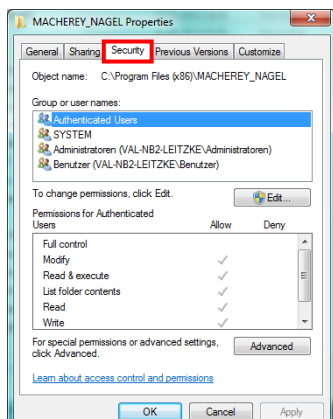 MACHEREY_NAGEL Properties
General Sharing Security Previous Versions Customize
Object name: C:\Program Files (x86)\MACHEREY_NAGEL
Group or user names:
Authenticated Users
SYSTEM
Administratoren (VAL-NB2-LEITZKE\Administratoren)
Benutzer (VAL-NB2-LEITZKE\Benutzer)
To change permissions, click Edit. Edit...
Permissions for Authenticated
Users Allow Deny
Full control
Modify
Read & execute
List folder contents
Read
Write
For special permissions or advanced settings, Advanced
click Advanced.
Learn about access control and permissions
OK Cancel Apply